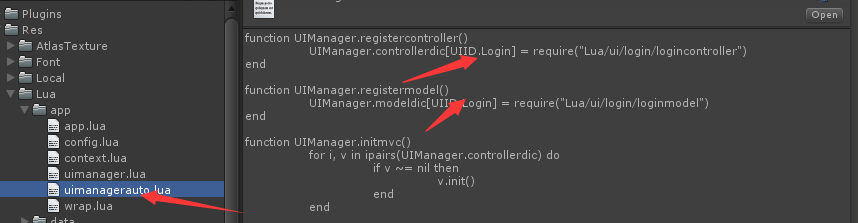 Plugins
Res
AtlasTexture
Font
Local
Lua
app
app.lua
config.lua
context.lua
uimanager.lua
uimanagerauto.lua
wrap.lua
data
Open
function UIManager.registercontroller()
UIManager.controllerdic[UIID.Login] = require("Lua/ui/login/logincontroller")
end
function UIManager.registermodel()
UIManager.modeldic[UIID.Login] = require("Lua/ui/login/loginmodel")
end
function UIManager.initmvc()
for i, v in ipairs(UIManager.controllerdic) do
if v ~= nil then
v.init()
end
end